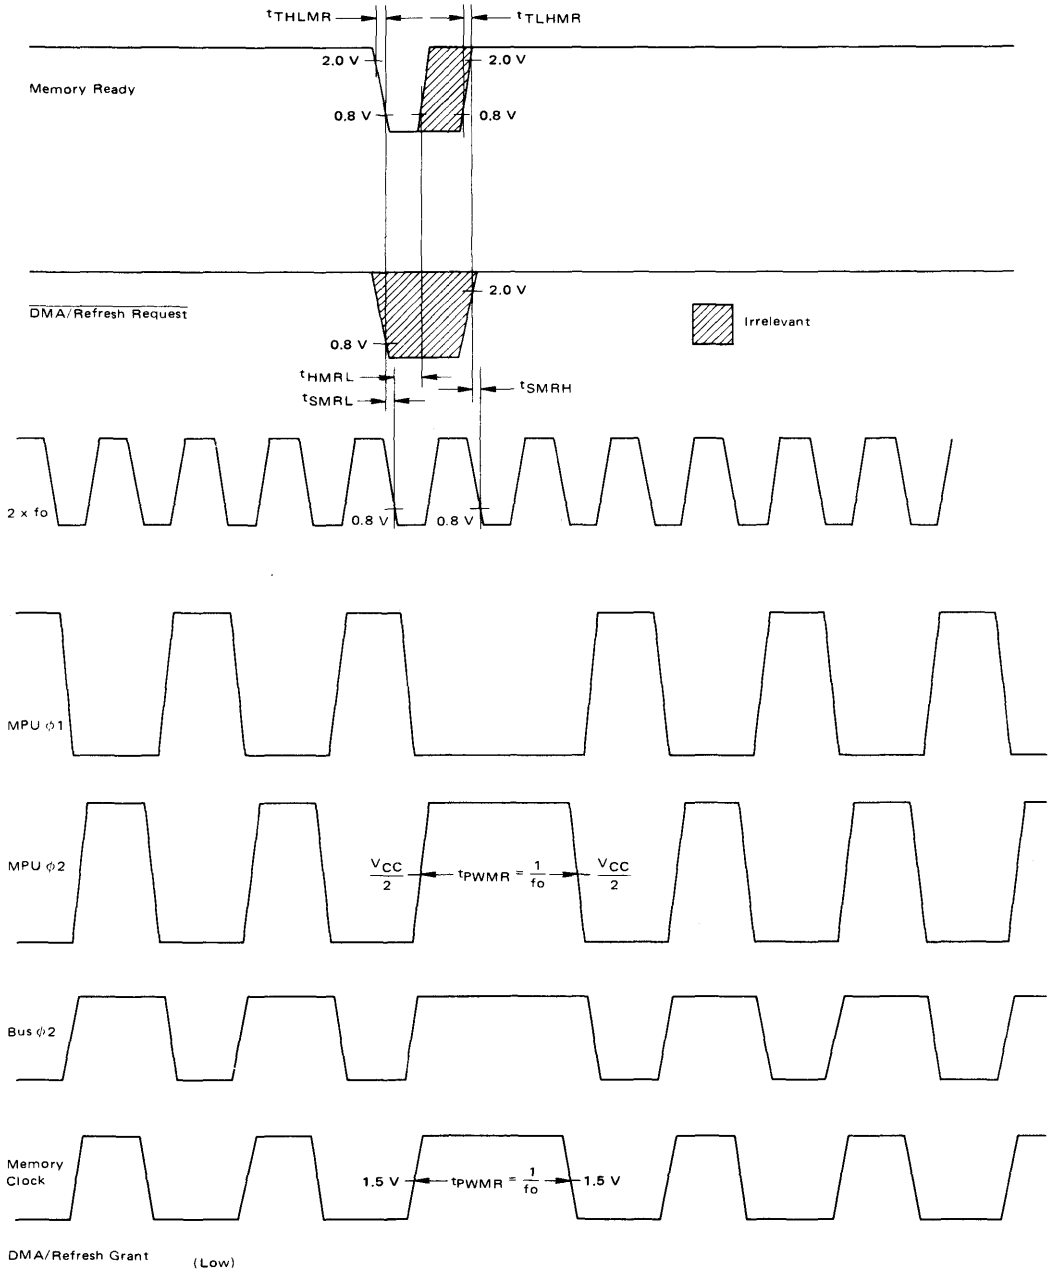 tTHLMR tTLHMR
2.0 V 2.0 V
Memory Ready
0.8 V 0.8 V
2.0 V
DMA/Refresh Request
Irrelevant
0.8 V
tHMRL
tSMRH
tSMRL
2 x fo
0.8 V 0.8 V
MPU ϕ1
MPU ϕ2
VCC/2 tPWMR = 1/fo VCC/2
Bus ϕ2
Memory
Clock
1.5 V tPWMR = 1/fo 1.5 V
DMA/Refresh Grant (Low)